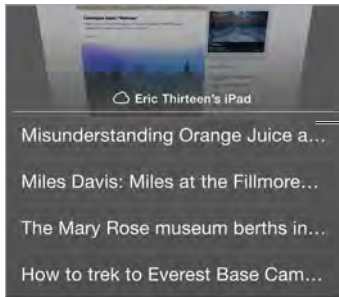 Eric Thirteen's iPad
Misunderstanding Orange Juice a...
Miles Davis: Miles at the Fillmore...
The Mary Rose museum berths in...
How to trek to Everest Base Cam...